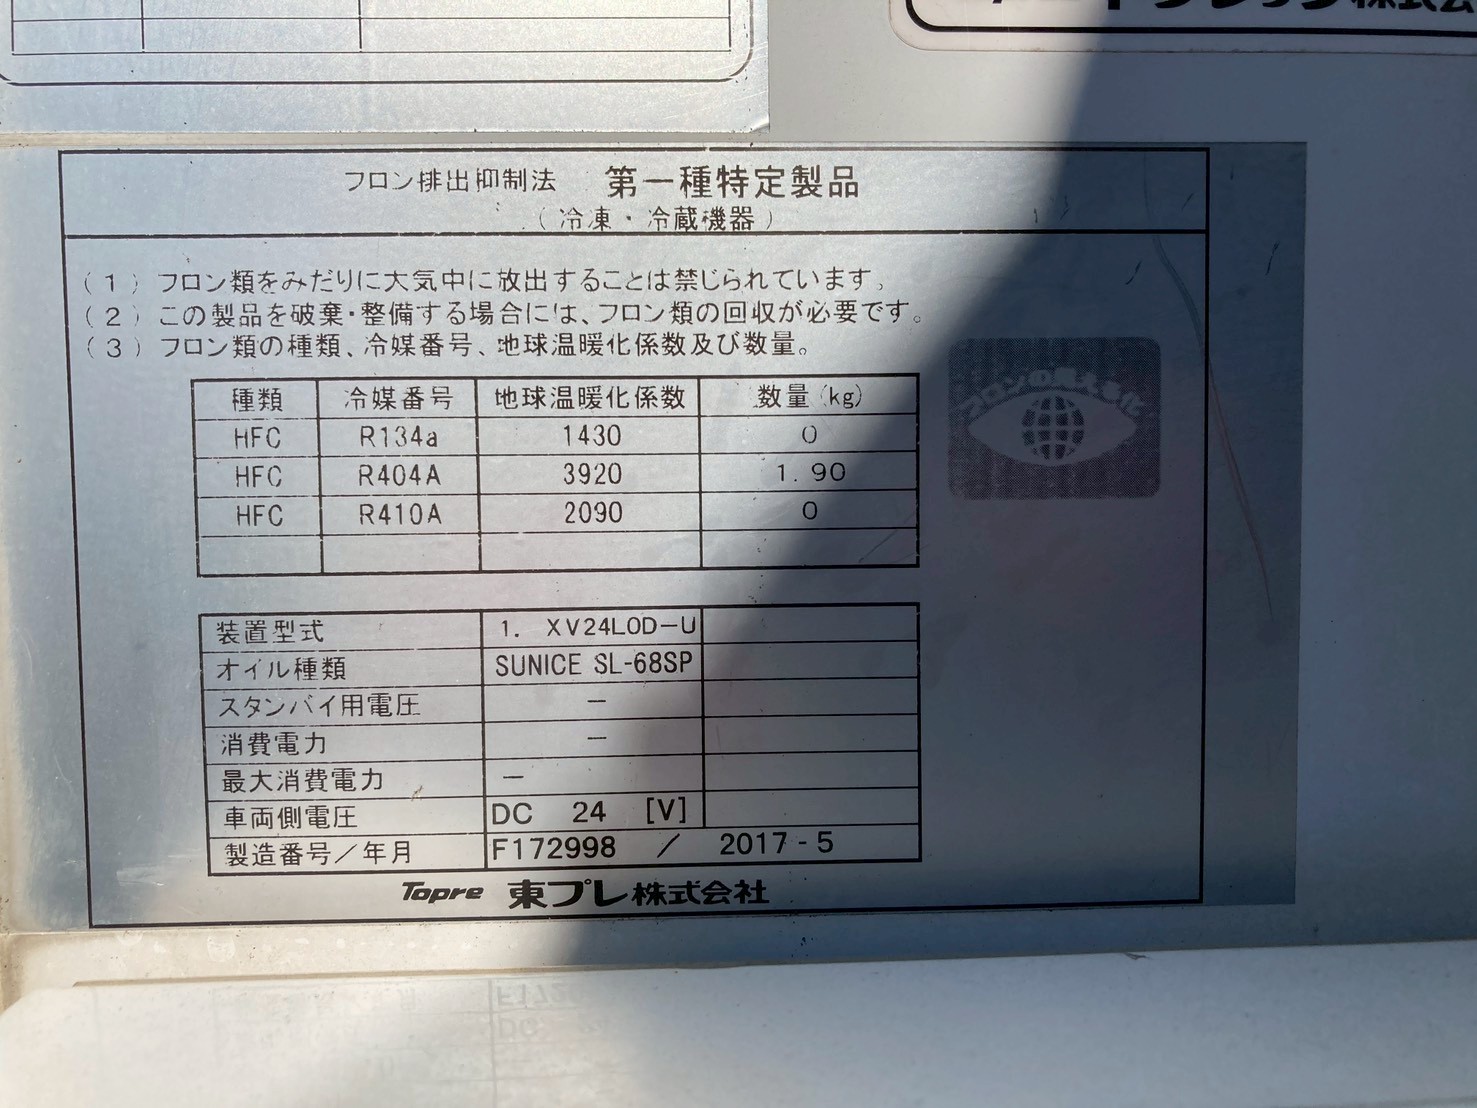 フロン排出抑制法 第一種特定製品
(冷凍・冷蔵機器)
(1) フロン類をみだりに大気中に放出することは禁じられています。
(2) この製品を破棄・整備する場合には、フロン類の回収が必要です。
(3) フロン類の種類、冷媒番号、地球温暖化係数及び数量。
種類 冷媒番号 地球温暖化係数 数量(kg)
HFC R134a 1430 0
HFC R404A 3920 1.90
HFC R410A 2090 0
フロンの見える化
装置型式 1. XV24LOD-U
オイル種類 SUNICE SL-68SP
スタンバイ用電圧 −
消費電力 −
最大消費電力 −
車両側電圧 DC 24 [V]
製造番号/年月 F172998 / 2017-5
Topre 東プレ株式会社